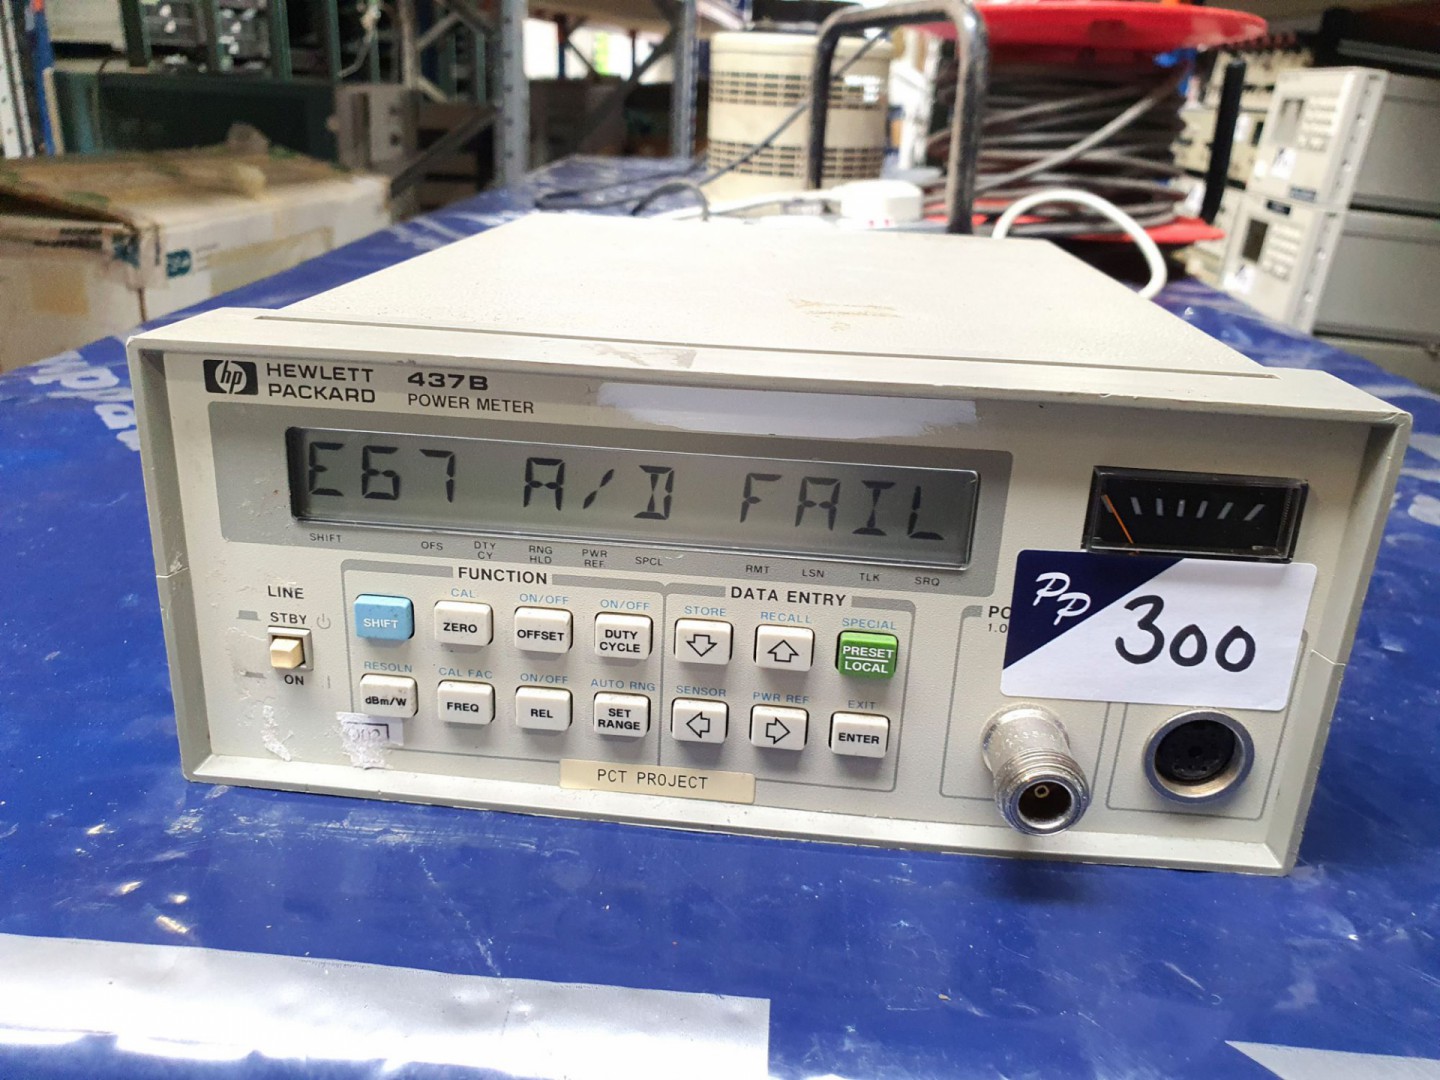 hp HEWLETT PACKARD 437B
POWER METER
E67 A/D FAIL
SHIFT OFS DTY CY RNG HLD PWR REF SPCL RMT LSN TLK SRQ
FUNCTION DATA ENTRY
LINE
STBY
ON
CAL ON/OFF ON/OFF STORE RECALL SPECIAL
SHIFT ZERO OFFSET DUTY CYCLE PRESET LOCAL
RESOLN CAL FAC ON/OFF AUTO RNG SENSOR PWR REF EXIT
dBm/W FREQ REL SET RANGE ENTER
PCT PROJECT
PP 300